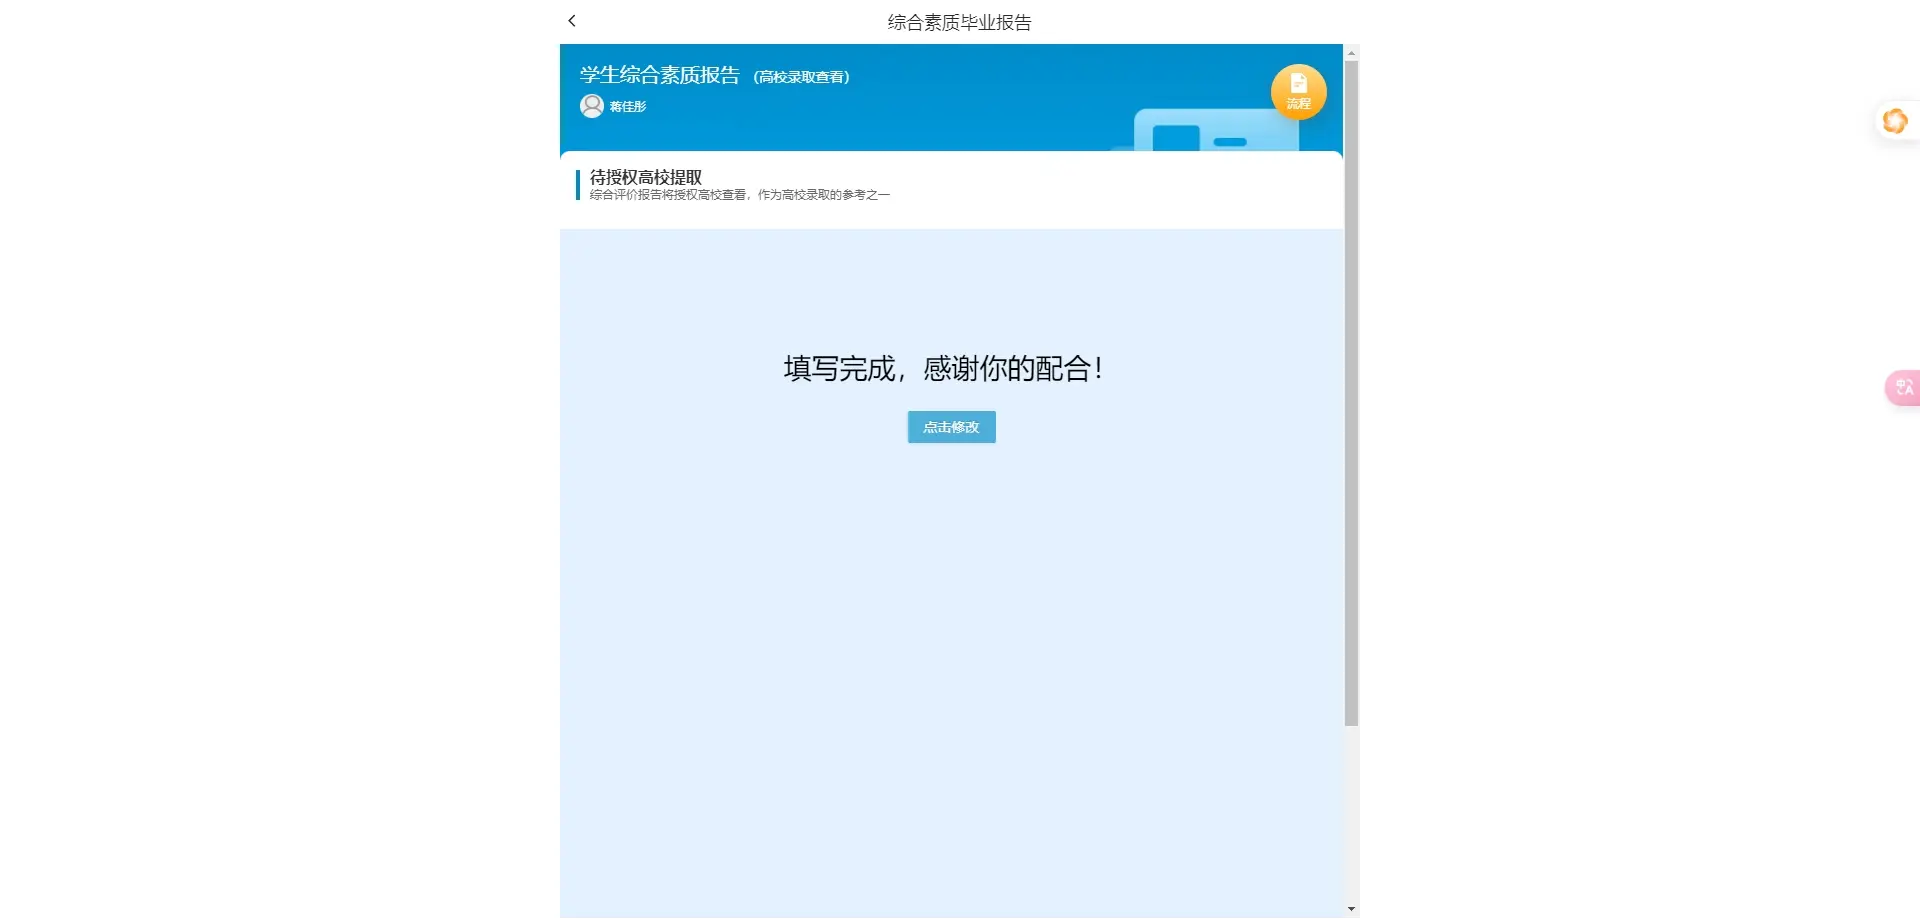 综合素质毕业报告
学生综合素质报告 （高校录取查看）
流程
蒋佳彤
待授权高校提取
综合评价报告将授权高校查看，作为高校录取的参考之一
填写完成，感谢你的配合！
点击修改
中A